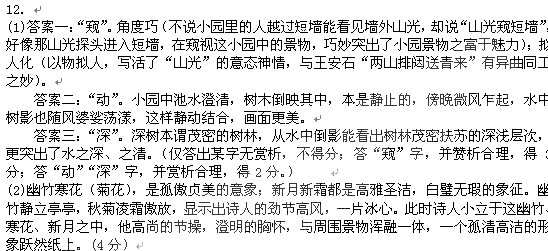 12.
(1)答案一：“窥”。角度巧(不说小园里的人越过短墙能看见墙外山光，却说“山光窥短墙”，
好像那山光探头进入短墙，在窥视这小园中的景物，巧妙突出了小园景物之富于魅力)；拟
人化(以物拟人，写活了“山光”的意态神情，与王安石“两山排闼送青来”有异曲同工
之妙)。
答案二：“动”。小园中池水澄清，树木倒映其中，本是静止的，傍晚微风乍起，水中
树影也随风婆娑荡漾，这样静动结合，画面更美。
答案三：“深”。深树本谓茂密的树林，从水中倒影能看出树林茂密扶苏的深浅层次，
更突出了水之深、之清。(仅答出某字无赏析，不得分；答“窥”字，并赞析合理，得 3
分；答“动”“深”字，并赏析合理，得 2 分。)
(2)幽竹寒花(菊花)，是孤傲贞美的意象；新月新霜都是高雅圣洁，白璧无瑕的象征。幽
竹静立亭亭，秋菊凌霜傲放，显示出诗人的劲节高风，一片冰心。此时诗人小立于这幽竹、
寒花、新月之中，他高尚的节操，澄明的胸怀，与周围景物浑融一体，一个孤清高洁的形
象跃然纸上。(4 分)